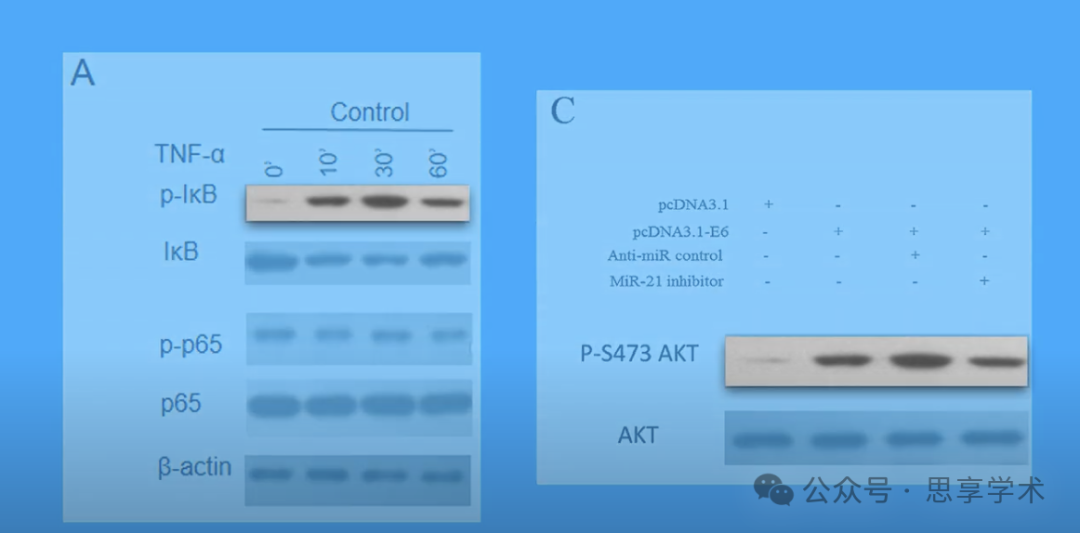 A
Control
TNF-α
0' 10' 30' 60'
p-IκB
IκB
p-p65
p65
β-actin
C
pcDNA3.1 + - - -
pcDNA3.1-E6 - + + +
Anti-miR control - - + -
MiR-21 inhibitor - - - +
P-S473 AKT
AKT
公众号 · 思享学术